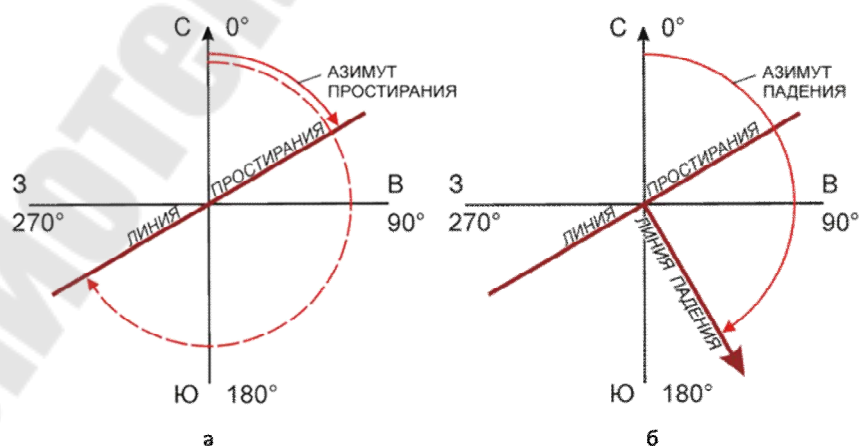 С 0°
АЗИМУТ
ПРОСТИРАНИЯ
ЛИНИЯ ПРОСТИРАНИЯ
З
270°
В
90°
Ю 180°
а
С 0°
АЗИМУТ
ПАДЕНИЯ
ЛИНИЯ ПРОСТИРАНИЯ
З
270°
В
90°
ЛИНИЯ ПАДЕНИЯ
Ю 180°
б